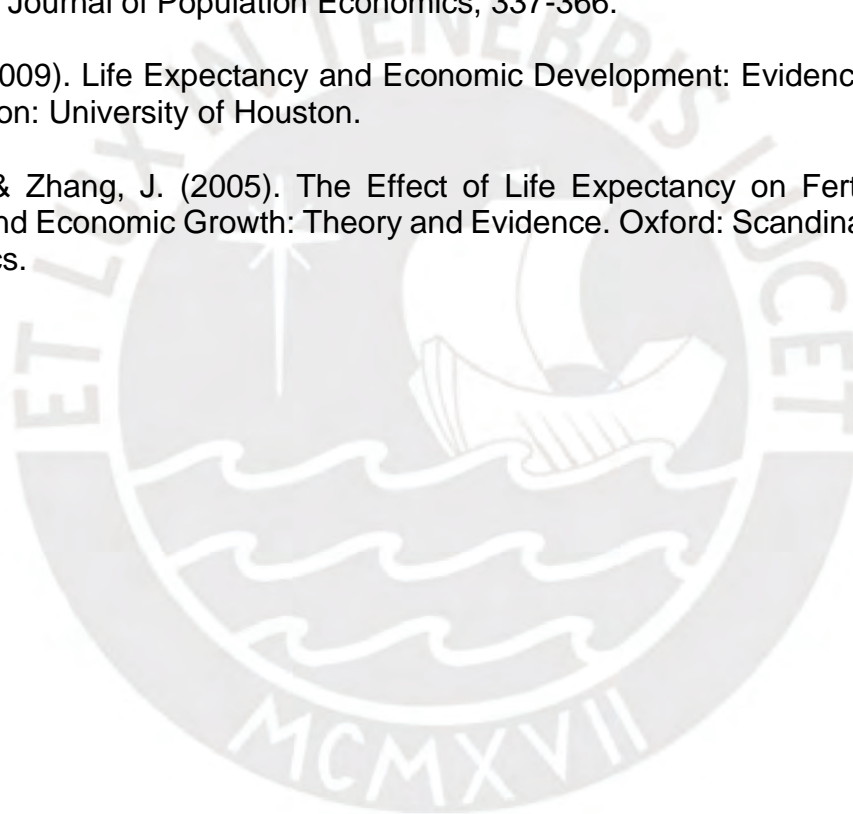 Journal of Population Economics, 337-366.
009). Life Expectancy and Economic Development: Evidenc
on: University of Houston.
& Zhang, J. (2005). The Effect of Life Expectancy on Fert
nd Economic Growth: Theory and Evidence. Oxford: Scandina
cs.
ET LUX IN TENEBRIS LUCET
MCMXVII